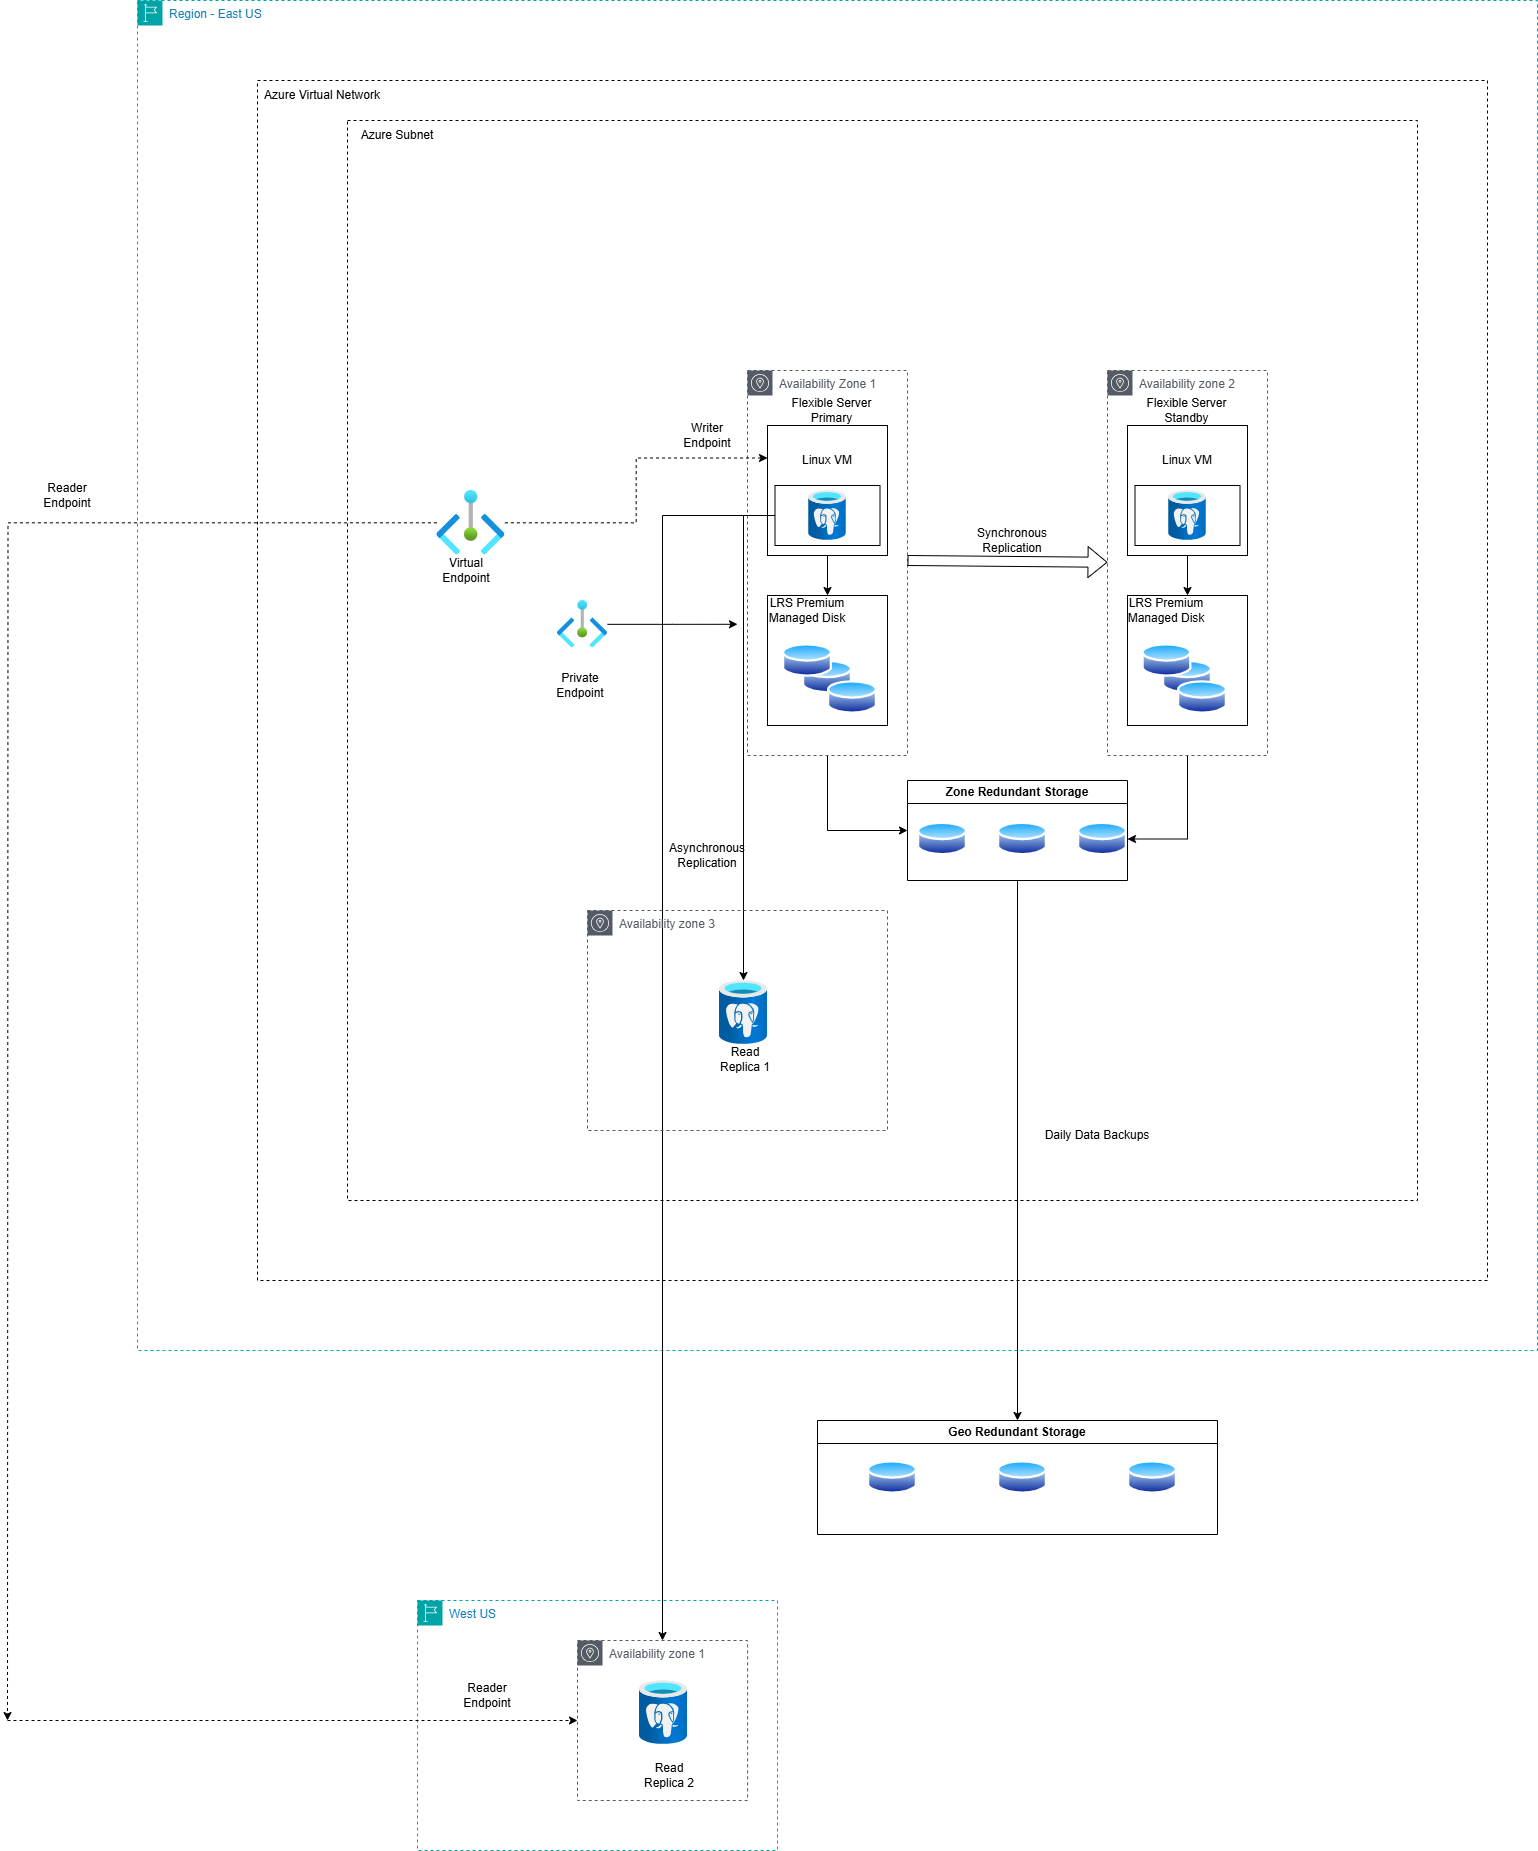 Region - East US
Azure Virtual Network
Azure Subnet
Availability Zone 1
Availability zone 2
Flexible Server
Primary
Flexible Server
Standby
Writer
Endpoint
Linux VM
Linux VM
Reader
Endpoint
Synchronous
Replication
Virtual
Endpoint
LRS Premium
Managed Disk
LRS Premium
Managed Disk
Private
Endpoint
Zone Redundant Storage
Asynchronous
Replication
Availability zone 3
Read
Replica 1
Daily Data Backups
Geo Redundant Storage
West US
Availability zone 1
Reader
Endpoint
Read
Replica 2